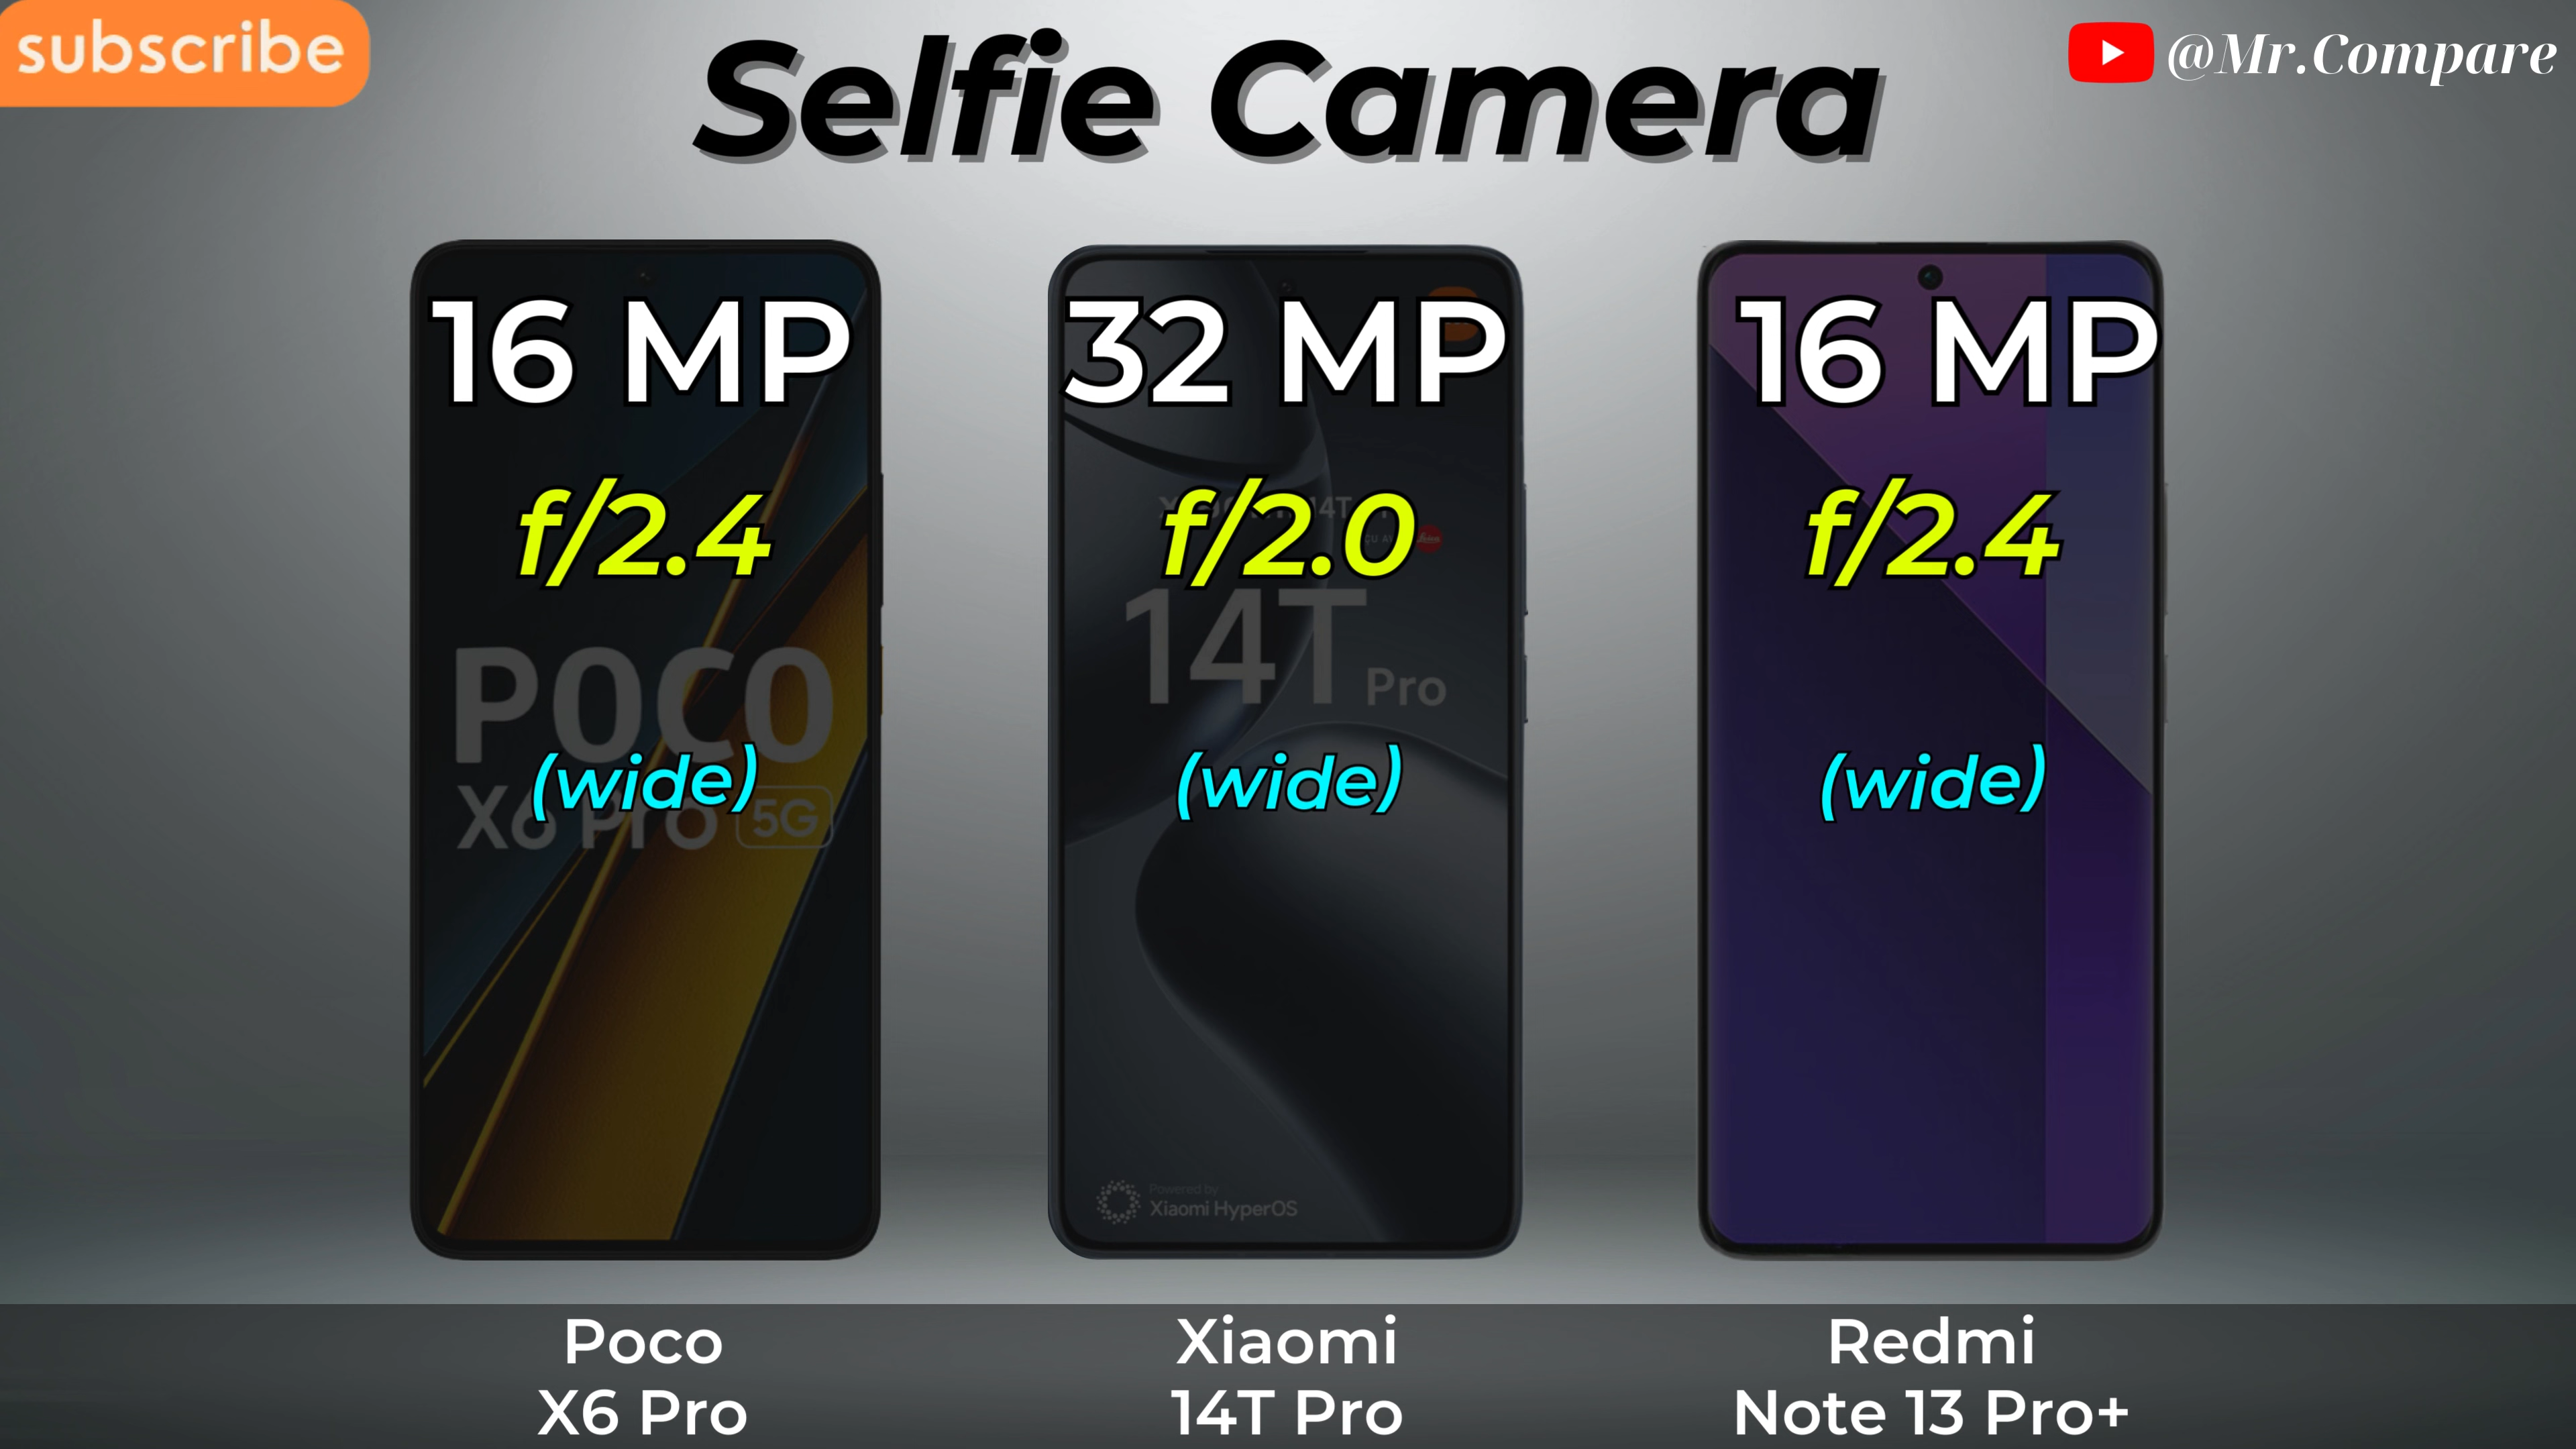 subscribe
Selfie Camera
@Mr.Compare
16 MP
f/2.4
POCO
(wide)
X6 Pro 5G
32 MP
f/2.0
14T Pro
(wide)
Powered by
Xiaomi HyperOS
16 MP
f/2.4
(wide)
Poco
X6 Pro
Xiaomi
14T Pro
Redmi
Note 13 Pro+